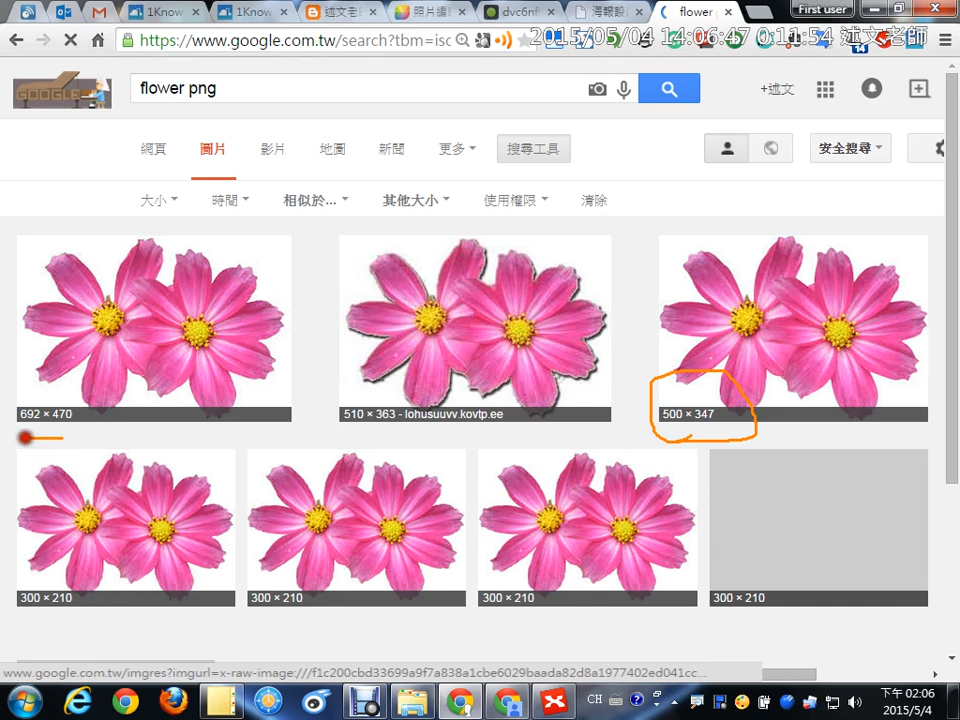 1Know
1Know
述文老
照片編
dvc6nf
海報設
flower
First user
https://www.google.com.tw/search?tbm=isc
2015/05/04 14:06:47 0:11:54 述文老師
GOOGLE
flower png
+述文
網頁
圖片
影片
地圖
新聞
更多
搜尋工具
安全搜尋
大小
時間
相似於...
其他大小
使用權限
清除
692 × 470
510 × 363 - lohusuuvv.kovtp.ee
500 × 347
300 × 210
300 × 210
300 × 210
300 × 210
www.google.com.tw/imgres?imgurl=x-raw-image:///f1c200cbd33699a9f7a838a1cbe6029baada82d8a1977402ed041cc...
CH
下午 02:06
2015/5/4